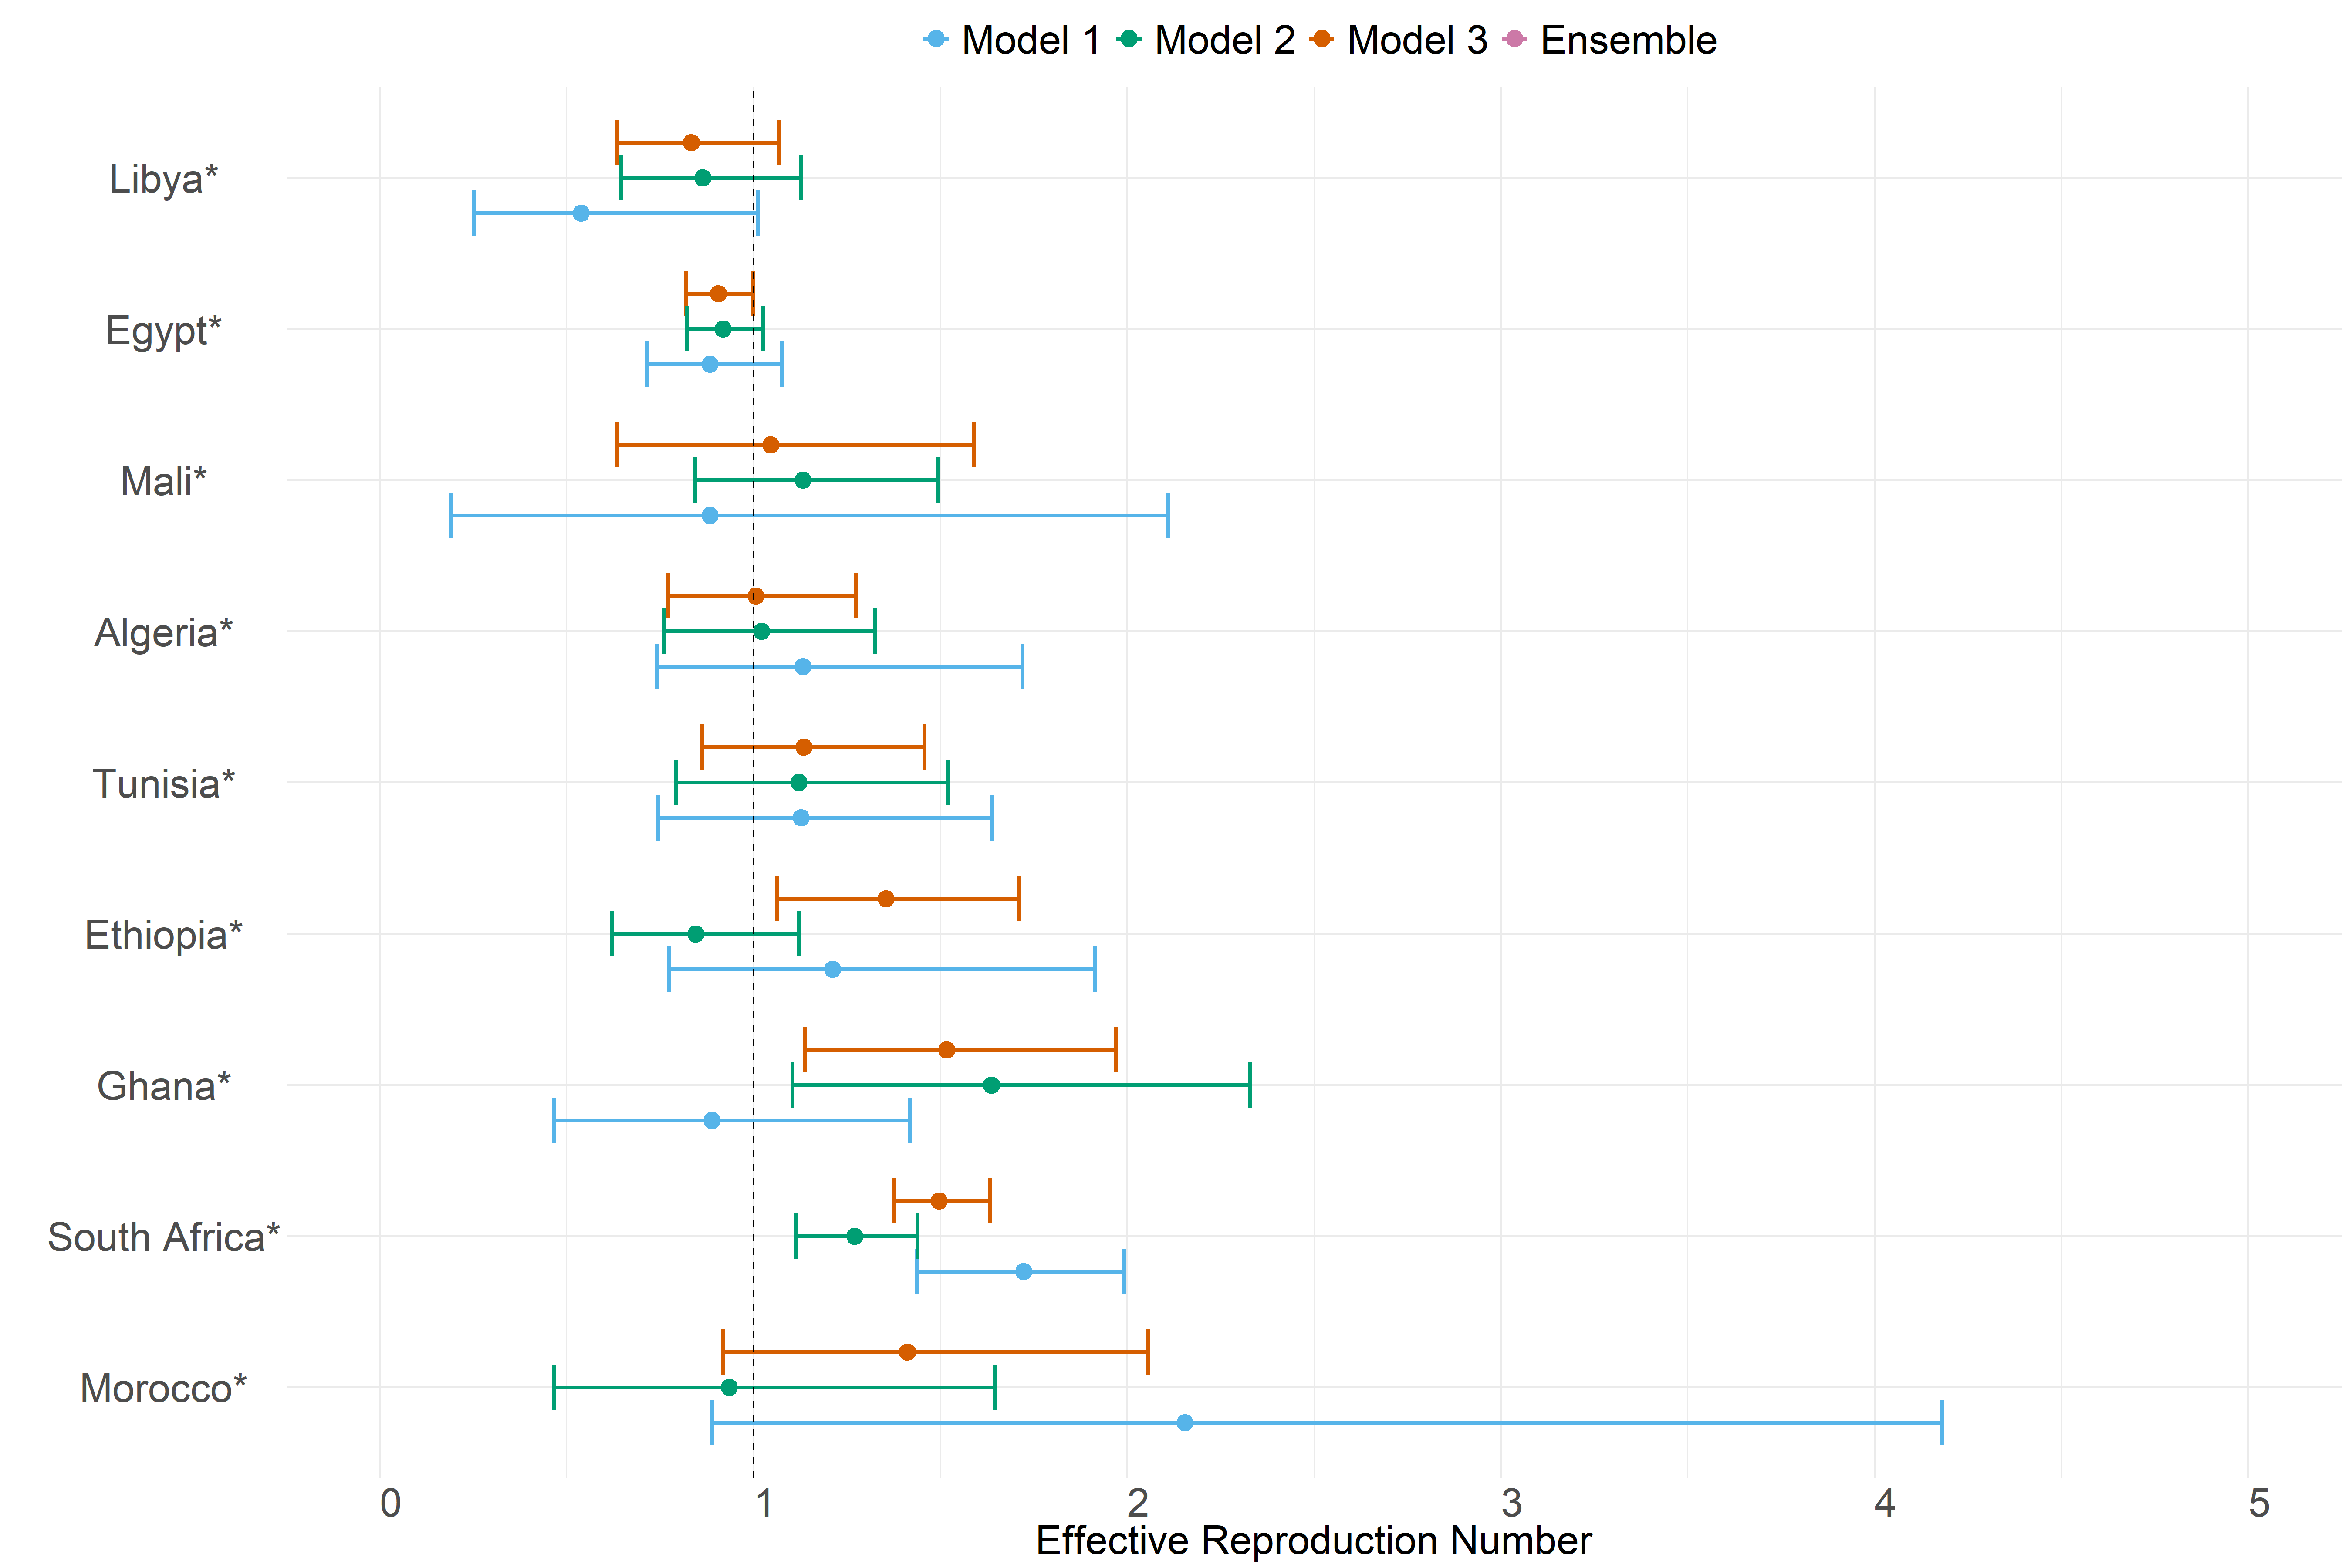 Model 1 Model 2 Model 3 Ensemble
Libya*
Egypt*
Mali*
Algeria*
Tunisia*
Ethiopia*
Ghana*
South Africa*
Morocco*
0 1 2 3 4 5
Effective Reproduction Number